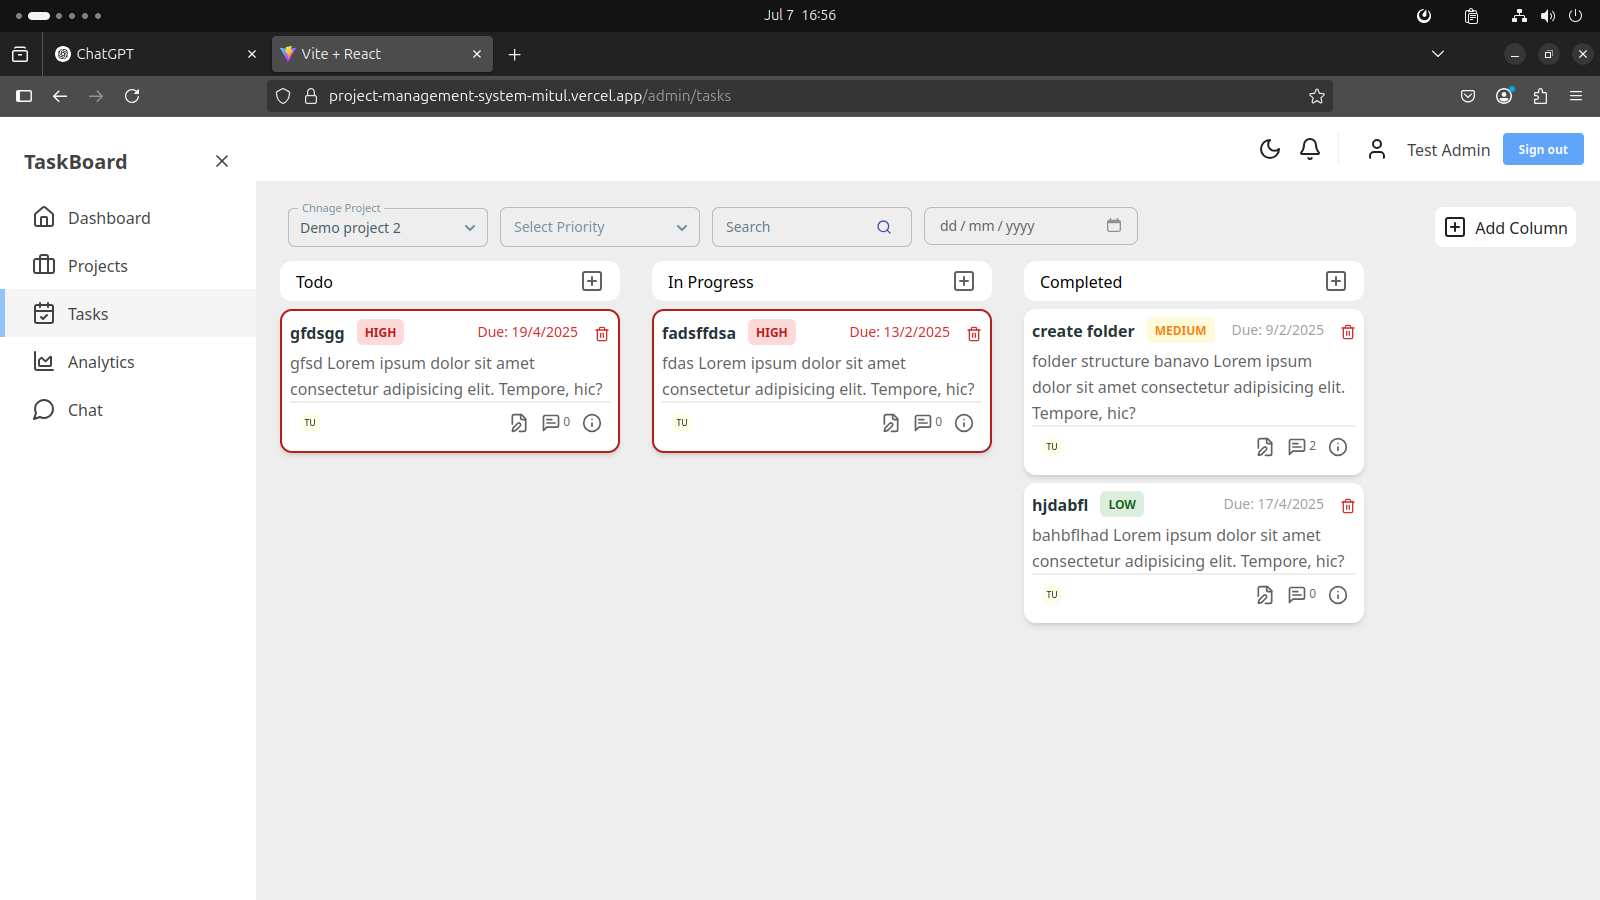 Jul 7 16:56
ChatGPT
Vite + React
project-management-system-mitul.vercel.app/admin/tasks
TaskBoard
Test Admin
Sign out
Dashboard
Projects
Tasks
Analytics
Chat
Chnage Project
Demo project 2
Select Priority
Search
dd / mm / yyyy
Add Column
Todo
gfdsgg HIGH Due: 19/4/2025
gfsd Lorem ipsum dolor sit amet
consectetur adipisicing elit. Tempore, hic?
TU 0
In Progress
fadsffdsa HIGH Due: 13/2/2025
fdas Lorem ipsum dolor sit amet
consectetur adipisicing elit. Tempore, hic?
TU 0
Completed
create folder MEDIUM Due: 9/2/2025
folder structure banavo Lorem ipsum
dolor sit amet consectetur adipisicing elit.
Tempore, hic?
TU 2
hjdabfl LOW Due: 17/4/2025
bahbflhad Lorem ipsum dolor sit amet
consectetur adipisicing elit. Tempore, hic?
TU 0